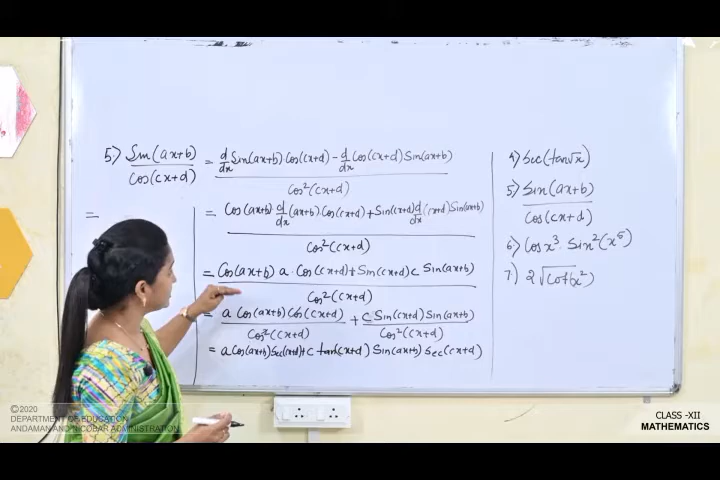 5) Sin(ax+b) / Cos(cx+d) = d/dx Sin(ax+b) Cos(cx+d) - d/dx Cos(cx+d) Sin(ax+b) / Cos²(cx+d)
=
= Cos(ax+b) · d/dx (ax+b) · Cos(cx+d) + Sin(cx+d) d/dx (cx+d) Sin(ax+b) / Cos²(cx+d)
= Cos(ax+b) a · Cos(cx+d) + Sin(cx+d) c Sin(ax+b) / Cos²(cx+d)
= a Cos(ax+b) Cos(cx+d) / Cos²(cx+d) + C Sin(cx+d) Sin(ax+b) / Cos²(cx+d)
= a Cos(ax+b) Sec(cx+d) + C tan(cx+d) Sin(ax+b) Sec(cx+d)
4) Sec(tan√x)
5) Sin(ax+b) / Cos(cx+d)
6) Cos x³ · Sin²(x⁵)
7) 2√Cot(x²)
©2020
DEPARTMENT OF EDUCATION
ANDAMAN AND NICOBAR ADMINISTRATION
CLASS -XII
MATHEMATICS